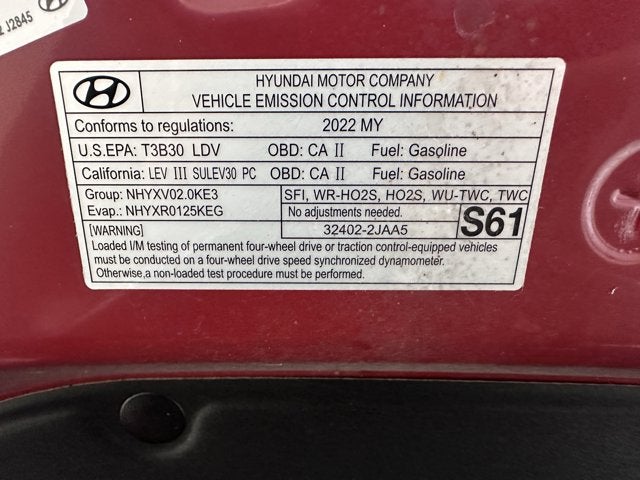 J2845
HYUNDAI MOTOR COMPANY
VEHICLE EMISSION CONTROL INFORMATION
Conforms to regulations: 2022 MY
U.S.EPA: T3B30 LDV OBD: CA II Fuel: Gasoline
California: LEV III SULEV30 PC OBD: CA II Fuel: Gasoline
Group: NHYXV02.0KE3 SFI, WR-HO2S, HO2S, WU-TWC, TWC
Evap.: NHYXR0125KEG No adjustments needed. S61
[WARNING] 32402-2JAA5
Loaded I/M testing of permanent four-wheel drive or traction control-equipped vehicles
must be conducted on a four-wheel drive speed synchronized dynamometer.
Otherwise,a non-loaded test procedure must be performed.